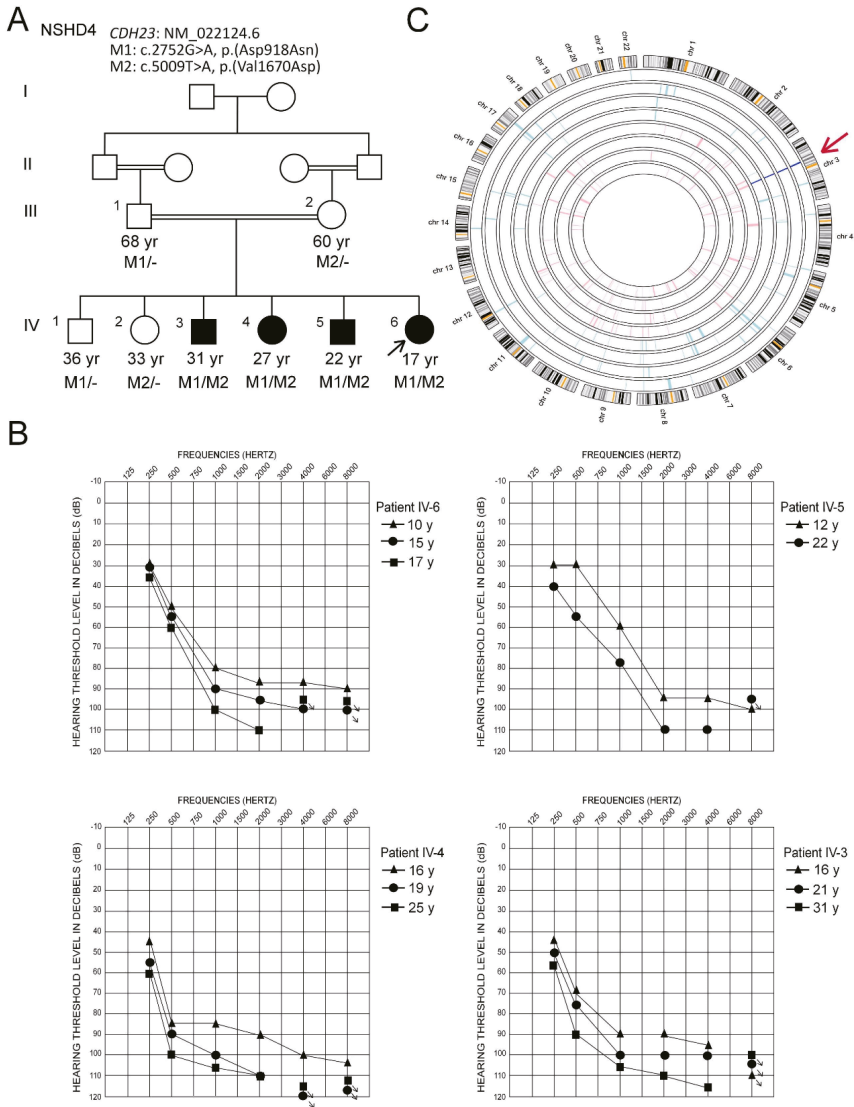 A
NSHD4
CDH23: NM_022124.6
M1: c.2752G>A, p.(Asp918Asn)
M2: c.5009T>A, p.(Val1670Asp)
I
II
III
1
2
68 yr
60 yr
M1/-
M2/-
IV
1
2
3
4
5
6
36 yr
33 yr
31 yr
27 yr
22 yr
17 yr
M1/-
M2/-
M1/M2
M1/M2
M1/M2
M1/M2
C
chr 1
chr 2
chr 3
chr 4
chr 5
chr 6
chr 7
chr 8
chr 9
chr 10
chr 11
chr 12
chr 13
chr 14
chr 15
chr 16
chr 17
chr 18
chr 19
chr 20
chr 21
chr 22
B
FREQUENCIES (HERTZ)
125 250 500 750 1000 2000 3000 4000 8000
HEARING THRESHOLD LEVEL IN DECIBELS (dB)
-10
0
10
20
30
40
50
60
70
80
90
100
110
120
Patient IV-6
10 y
15 y
17 y
FREQUENCIES (HERTZ)
125 250 500 750 1000 2000 3000 4000 8000
HEARING THRESHOLD LEVEL IN DECIBELS (dB)
-10
0
10
20
30
40
50
60
70
80
90
100
110
120
Patient IV-5
12 y
22 y
FREQUENCIES (HERTZ)
125 250 500 750 1000 2000 3000 4000 8000
HEARING THRESHOLD LEVEL IN DECIBELS (dB)
-10
0
10
20
30
40
50
60
70
80
90
100
110
120
Patient IV-4
16 y
19 y
25 y
FREQUENCIES (HERTZ)
125 250 500 750 1000 2000 3000 4000 8000
HEARING THRESHOLD LEVEL IN DECIBELS (dB)
-10
0
10
20
30
40
50
60
70
80
90
100
110
120
Patient IV-3
16 y
21 y
31 y